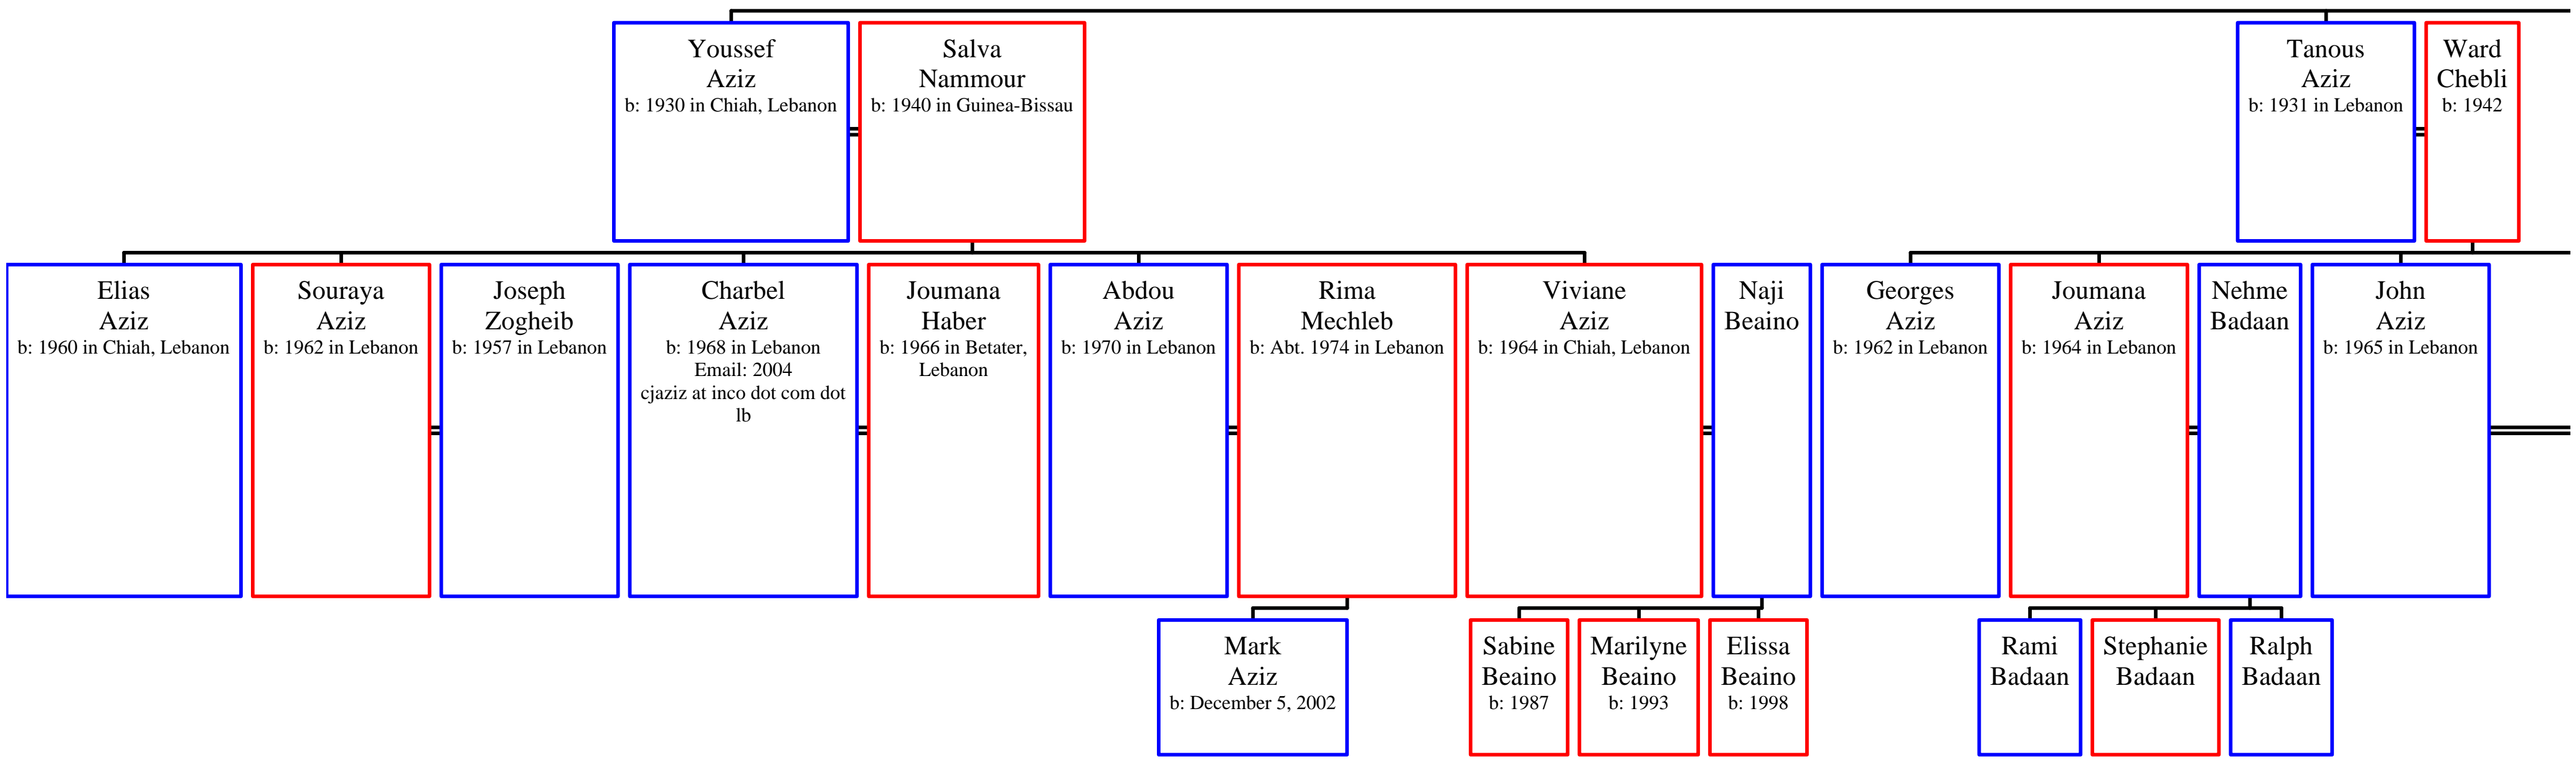 Youssef
Aziz
b: 1930 in Chiah, Lebanon
Salva
Nammour
b: 1940 in Guinea-Bissau
Tanous
Aziz
b: 1931 in Lebanon
Ward
Chebli
b: 1942
Elias
Aziz
b: 1960 in Chiah, Lebanon
Souraya
Aziz
b: 1962 in Lebanon
Joseph
Zogheib
b: 1957 in Lebanon
Charbel
Aziz
b: 1968 in Lebanon
Email: 2004
cjaziz at inco dot com dot
lb
Joumana
Haber
b: 1966 in Betater,
Lebanon
Abdou
Aziz
b: 1970 in Lebanon
Rima
Mechleb
b: Abt. 1974 in Lebanon
Viviane
Aziz
b: 1964 in Chiah, Lebanon
Naji
Beaino
Georges
Aziz
b: 1962 in Lebanon
Joumana
Aziz
b: 1964 in Lebanon
Nehme
Badaan
John
Aziz
b: 1965 in Lebanon
Mark
Aziz
b: December 5, 2002
Sabine
Beaino
b: 1987
Marilyne
Beaino
b: 1993
Elissa
Beaino
b: 1998
Rami
Badaan
Stephanie
Badaan
Ralph
Badaan